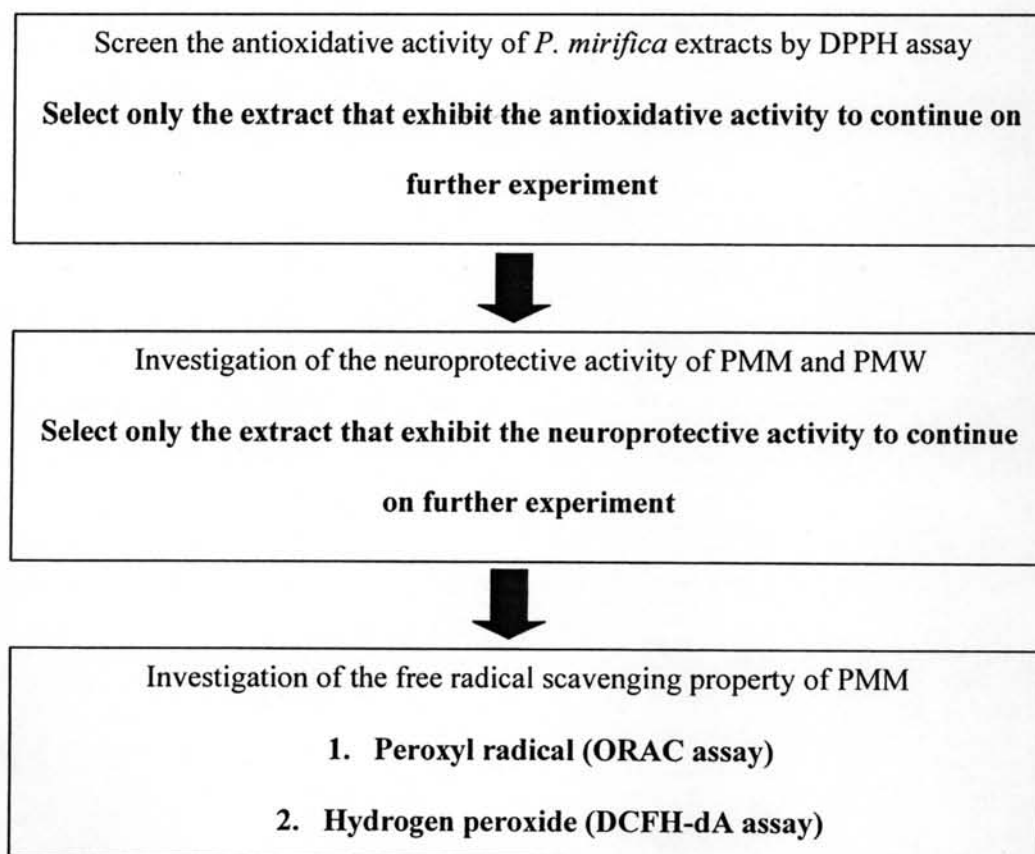 Screen the antioxidative activity of P. mirifica extracts by DPPH assay
Select only the extract that exhibit the antioxidative activity to continue on
further experiment
Investigation of the neuroprotective activity of PMM and PMW
Select only the extract that exhibit the neuroprotective activity to continue
on further experiment
Investigation of the free radical scavenging property of PMM
1. Peroxyl radical (ORAC assay)
2. Hydrogen peroxide (DCFH-dA assay)